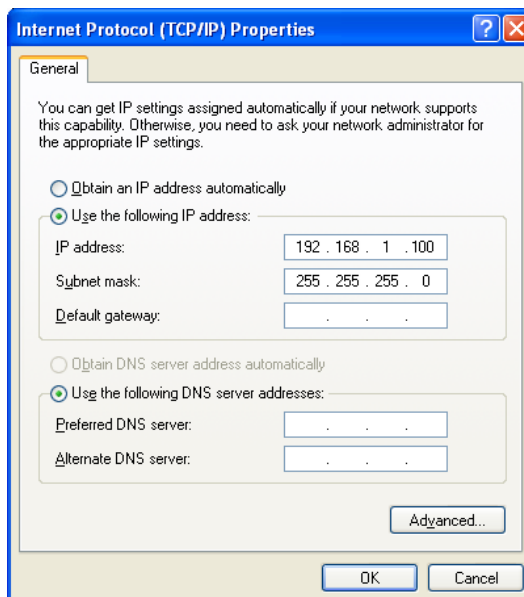 Internet Protocol (TCP/IP) Properties
General
You can get IP settings assigned automatically if your network supports
this capability. Otherwise, you need to ask your network administrator for
the appropriate IP settings.
Obtain an IP address automatically
Use the following IP address:
IP address: 192 . 168 . 1 . 100
Subnet mask: 255 . 255 . 255 . 0
Default gateway: . . .
Obtain DNS server address automatically
Use the following DNS server addresses:
Preferred DNS server: . . .
Alternate DNS server: . . .
Advanced...
OK Cancel